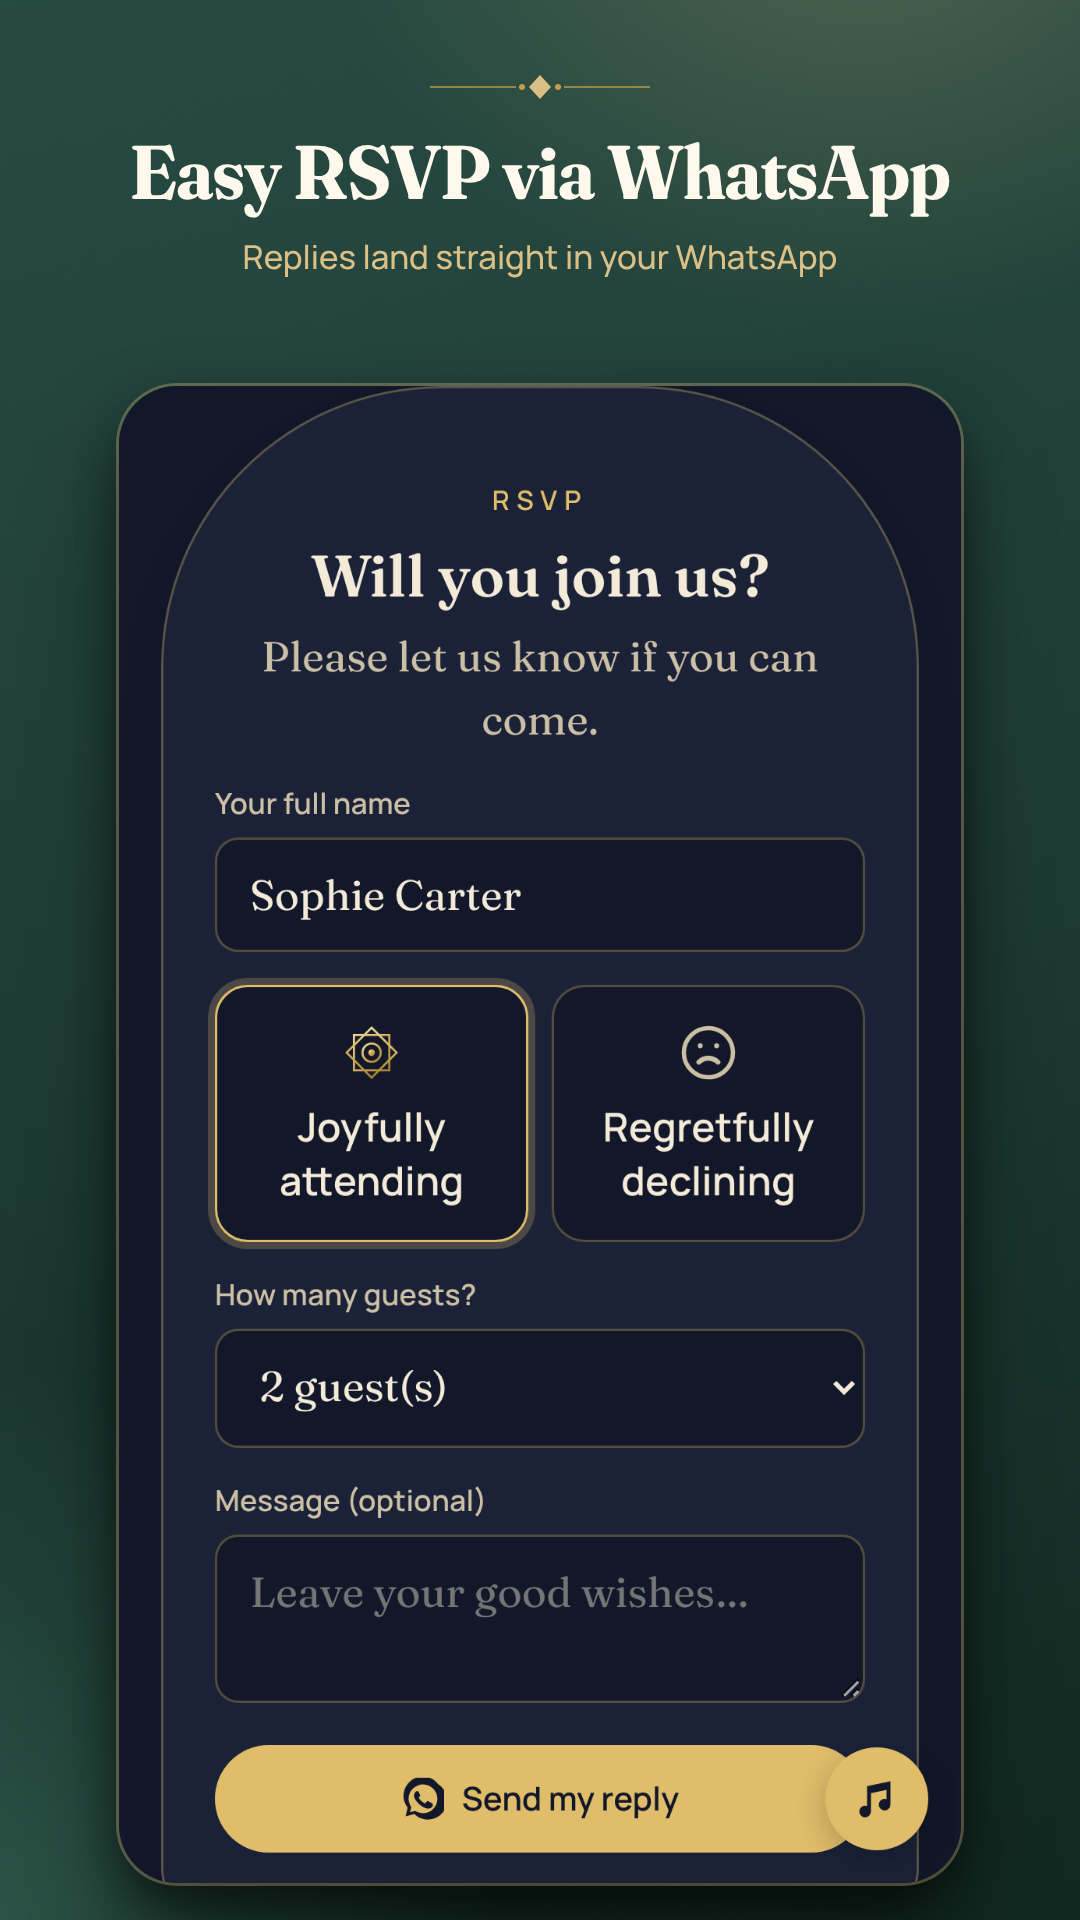 Easy RSVP via WhatsApp
Replies land straight in your WhatsApp
RSVP
Will you join us?
Please let us know if you can
come.
Your full name
Sophie Carter
Joyfully
attending
Regretfully
declining
How many guests?
2 guest(s)
Message (optional)
Leave your good wishes...
Send my reply